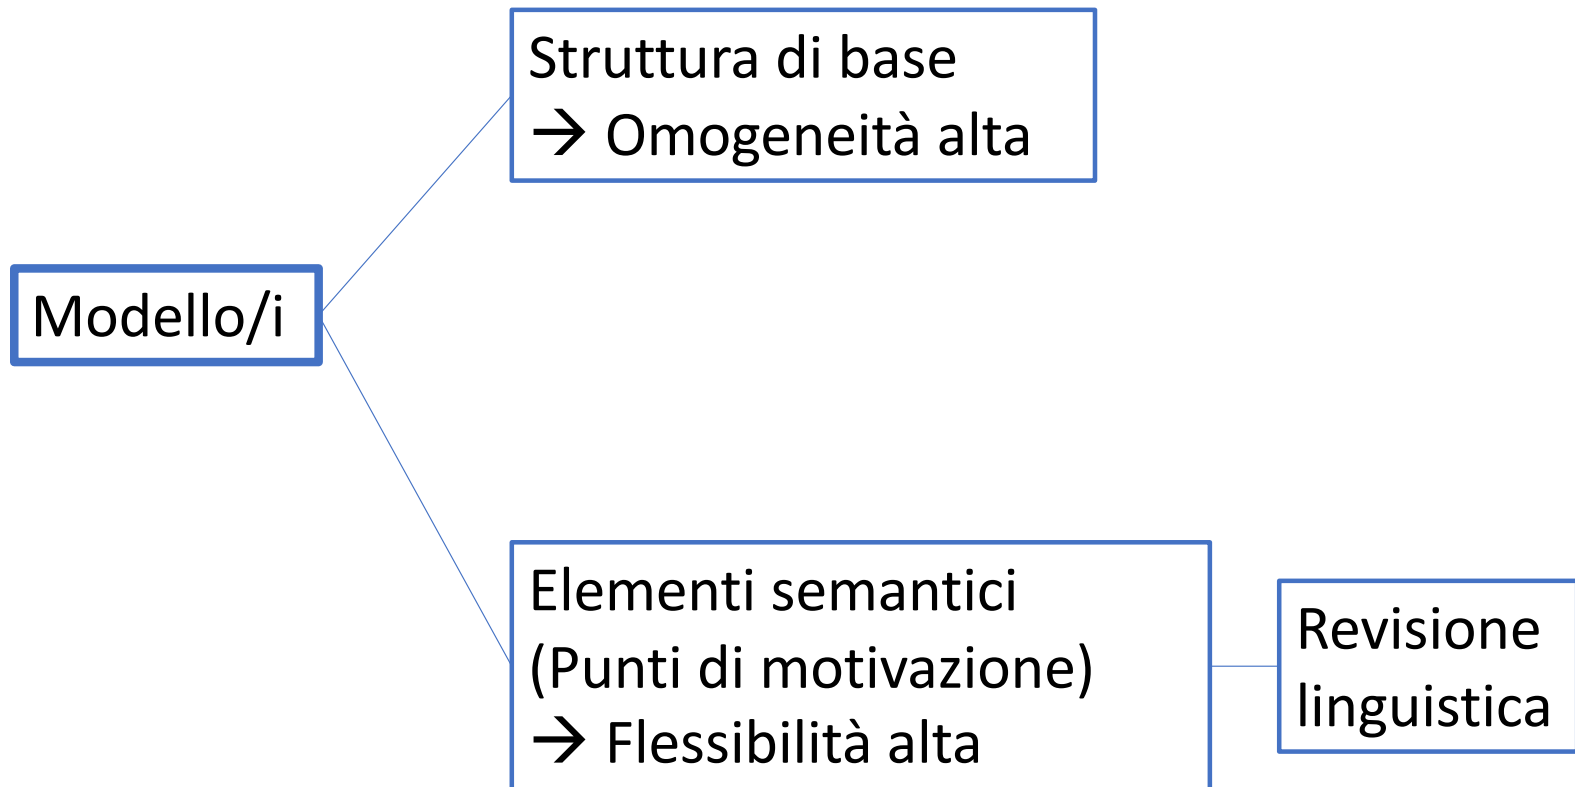 Struttura di base
→ Omogeneità alta
Modello/i
Elementi semantici
(Punti di motivazione)
→ Flessibilità alta
Revisione
linguistica